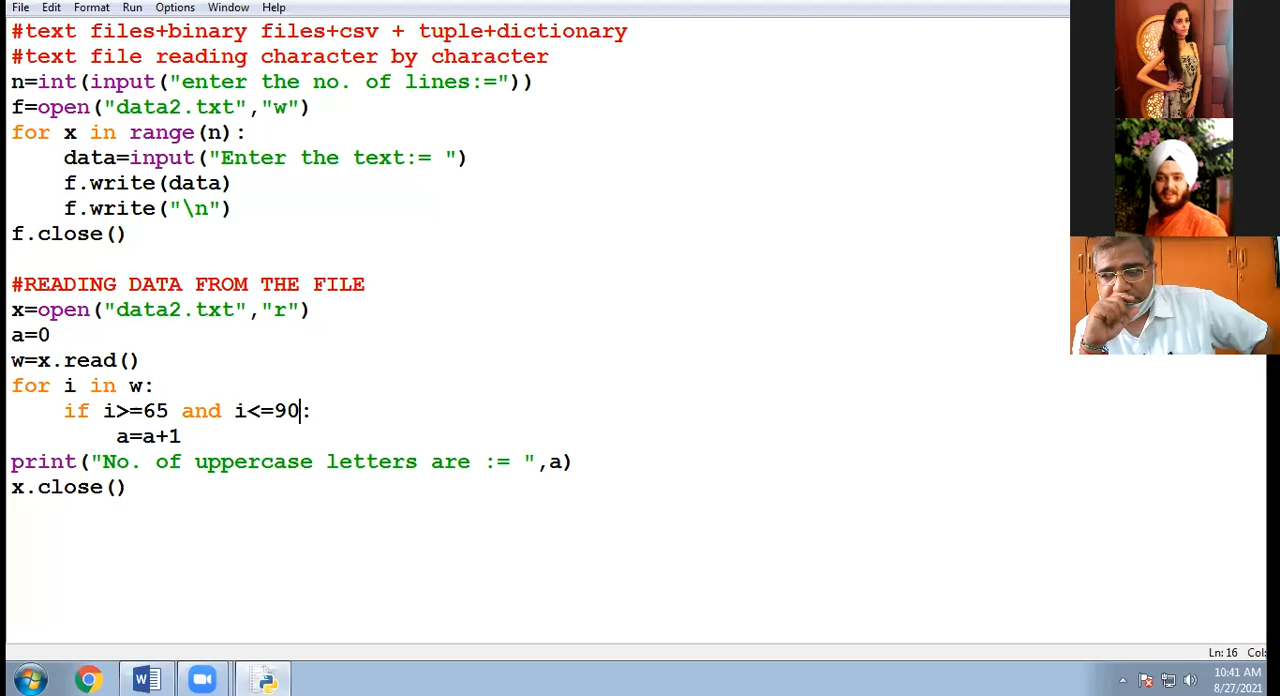 File Edit Format Run Options Window Help
#text files+binary files+csv + tuple+dictionary
#text file reading character by character
n=int(input("enter the no. of lines:="))
f=open("data2.txt","w")
for x in range(n):
    data=input("Enter the text:= ")
    f.write(data)
    f.write("\n")
f.close()
#READING DATA FROM THE FILE
x=open("data2.txt","r")
a=0
w=x.read()
for i in w:
    if i>=65 and i<=90:
        a=a+1
print("No. of uppercase letters are := ",a)
x.close()
Ln: 16 Col:
10:41 AM
8/27/2021